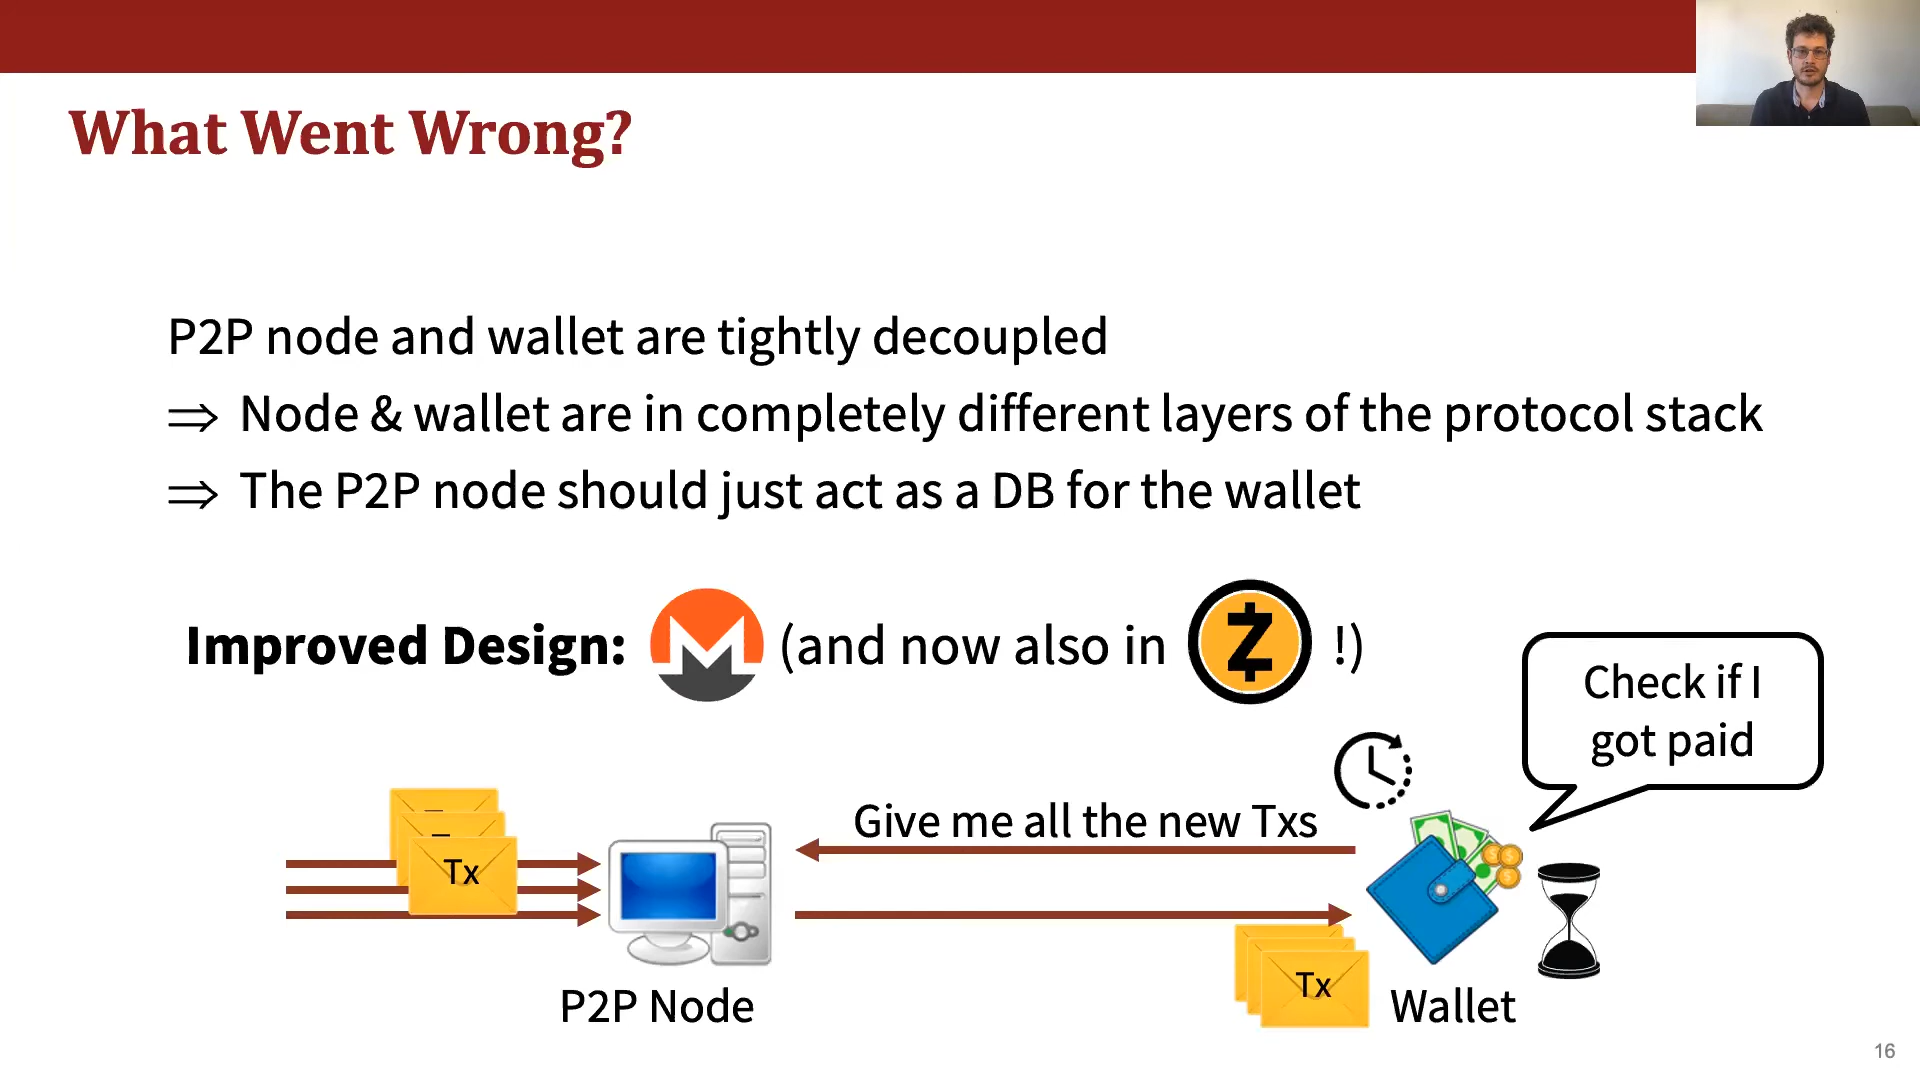 What Went Wrong?
P2P node and wallet are tightly decoupled
⇒ Node & wallet are in completely different layers of the protocol stack
⇒ The P2P node should just act as a DB for the wallet
Improved Design: (and now also in !)
Check if I
got paid
Give me all the new Txs
Tx
Tx
P2P Node
Wallet
16